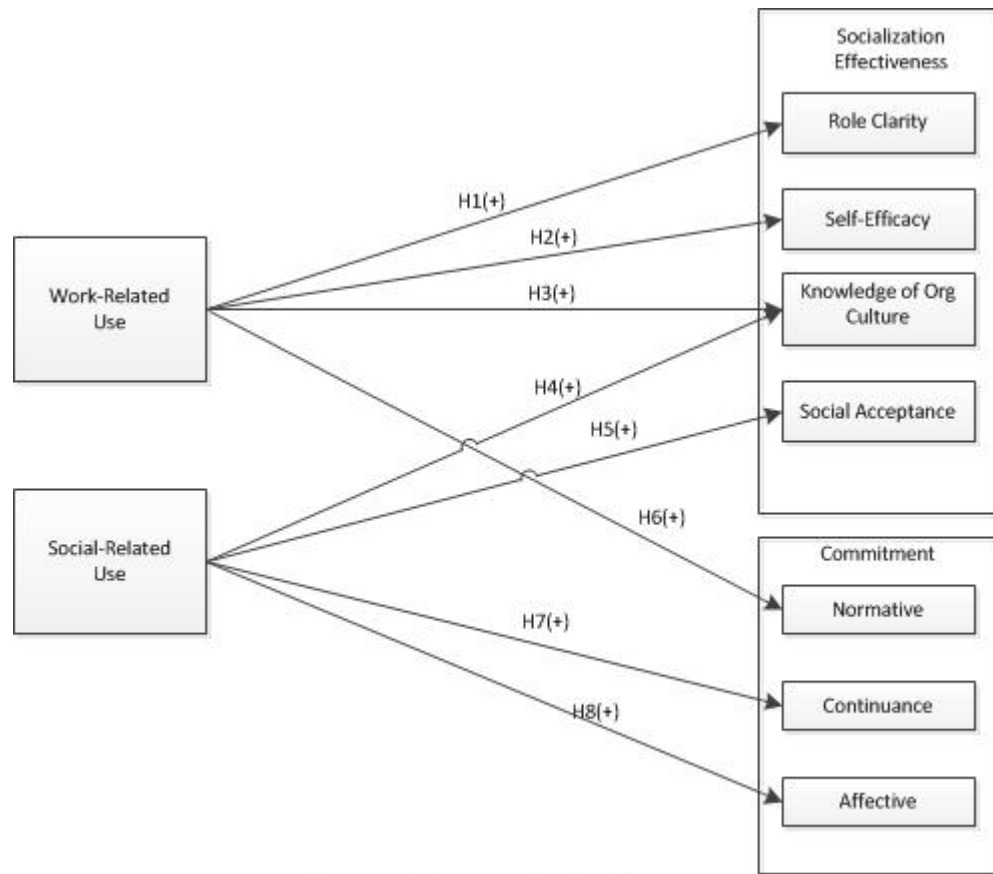 Socialization
Effectiveness
Role Clarity
H1(+)
Self-Efficacy
H2(+)
Work-Related
Use
H3(+)
Knowledge of Org
Culture
H4(+)
Social Acceptance
H5(+)
H6(+)
Social-Related
Use
Commitment
Normative
H7(+)
Continuance
H8(+)
Affective